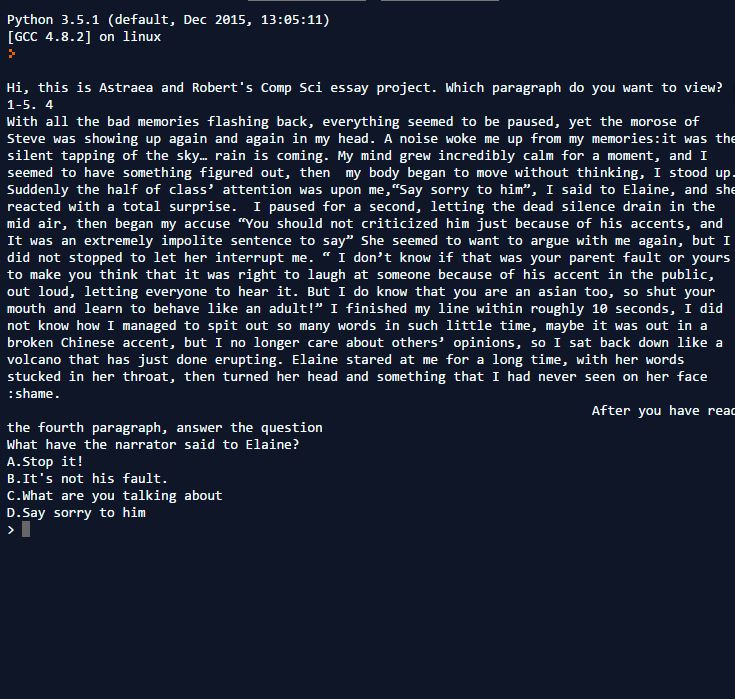 Python 3.5.1 (default, Dec 2015, 13:05:11)
[GCC 4.8.2] on linux
>
Hi, this is Astraea and Robert's Comp Sci essay project. Which paragraph do you want to view?
1-5. 4
With all the bad memories flashing back, everything seemed to be paused, yet the morose of
Steve was showing up again and again in my head. A noise woke me up from my memories:it was the
silent tapping of the sky… rain is coming. My mind grew incredibly calm for a moment, and I
seemed to have something figured out, then  my body began to move without thinking, I stood up.
Suddenly the half of class’ attention was upon me,“Say sorry to him”, I said to Elaine, and she
reacted with a total surprise.  I paused for a second, letting the dead silence drain in the
mid air, then began my accuse “You should not criticized him just because of his accents, and
It was an extremely impolite sentence to say” She seemed to want to argue with me again, but I
did not stopped to let her interrupt me. “ I don’t know if that was your parent fault or yours
to make you think that it was right to laugh at someone because of his accent in the public,
out loud, letting everyone to hear it. But I do know that you are an asian too, so shut your
mouth and learn to behave like an adult!” I finished my line within roughly 10 seconds, I did
not know how I managed to spit out so many words in such little time, maybe it was out in a
broken Chinese accent, but I no longer care about others’ opinions, so I sat back down like a
volcano that has just done erupting. Elaine stared at me for a long time, with her words
stucked in her throat, then turned her head and something that I had never seen on her face
:shame.
After you have read
the fourth paragraph, answer the question
What have the narrator said to Elaine?
A.Stop it!
B.It's not his fault.
C.What are you talking about
D.Say sorry to him
>